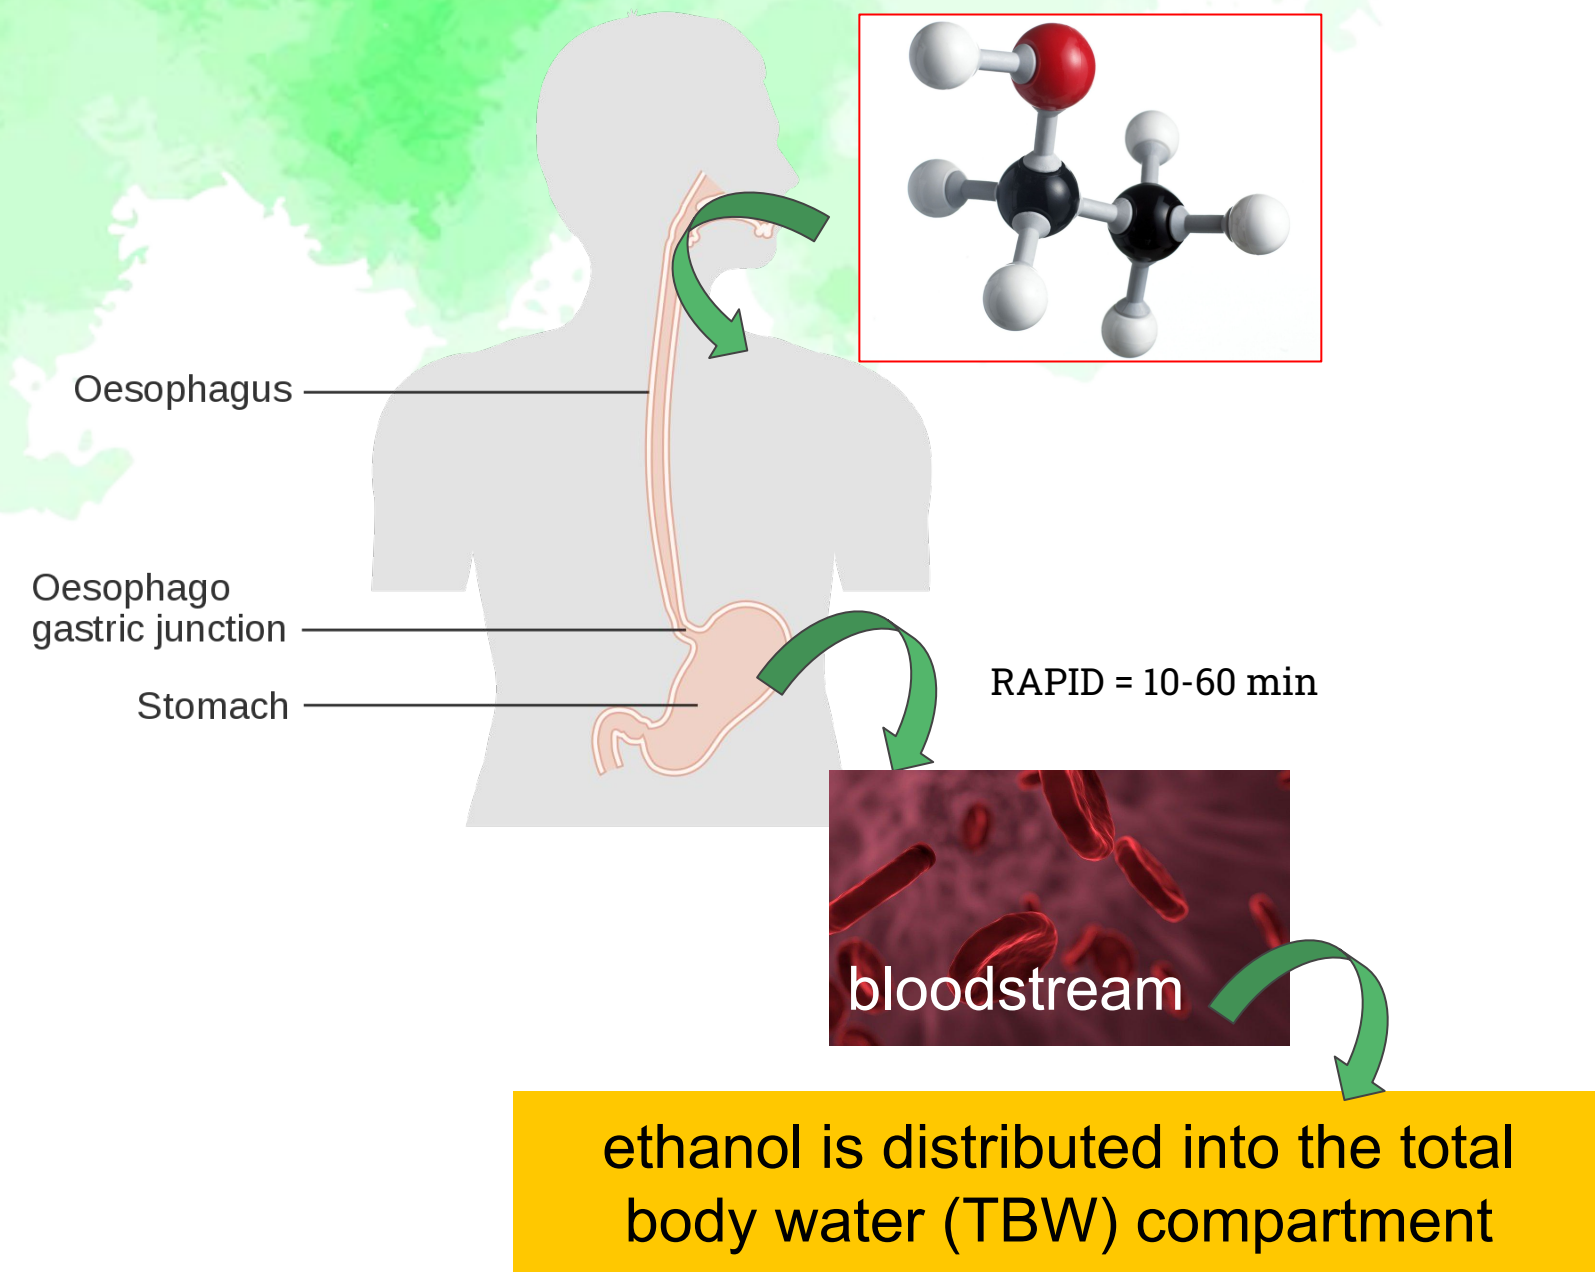 Oesophagus
Oesophago
gastric junction
Stomach
RAPID = 10-60 min
bloodstream
ethanol is distributed into the total
body water (TBW) compartment